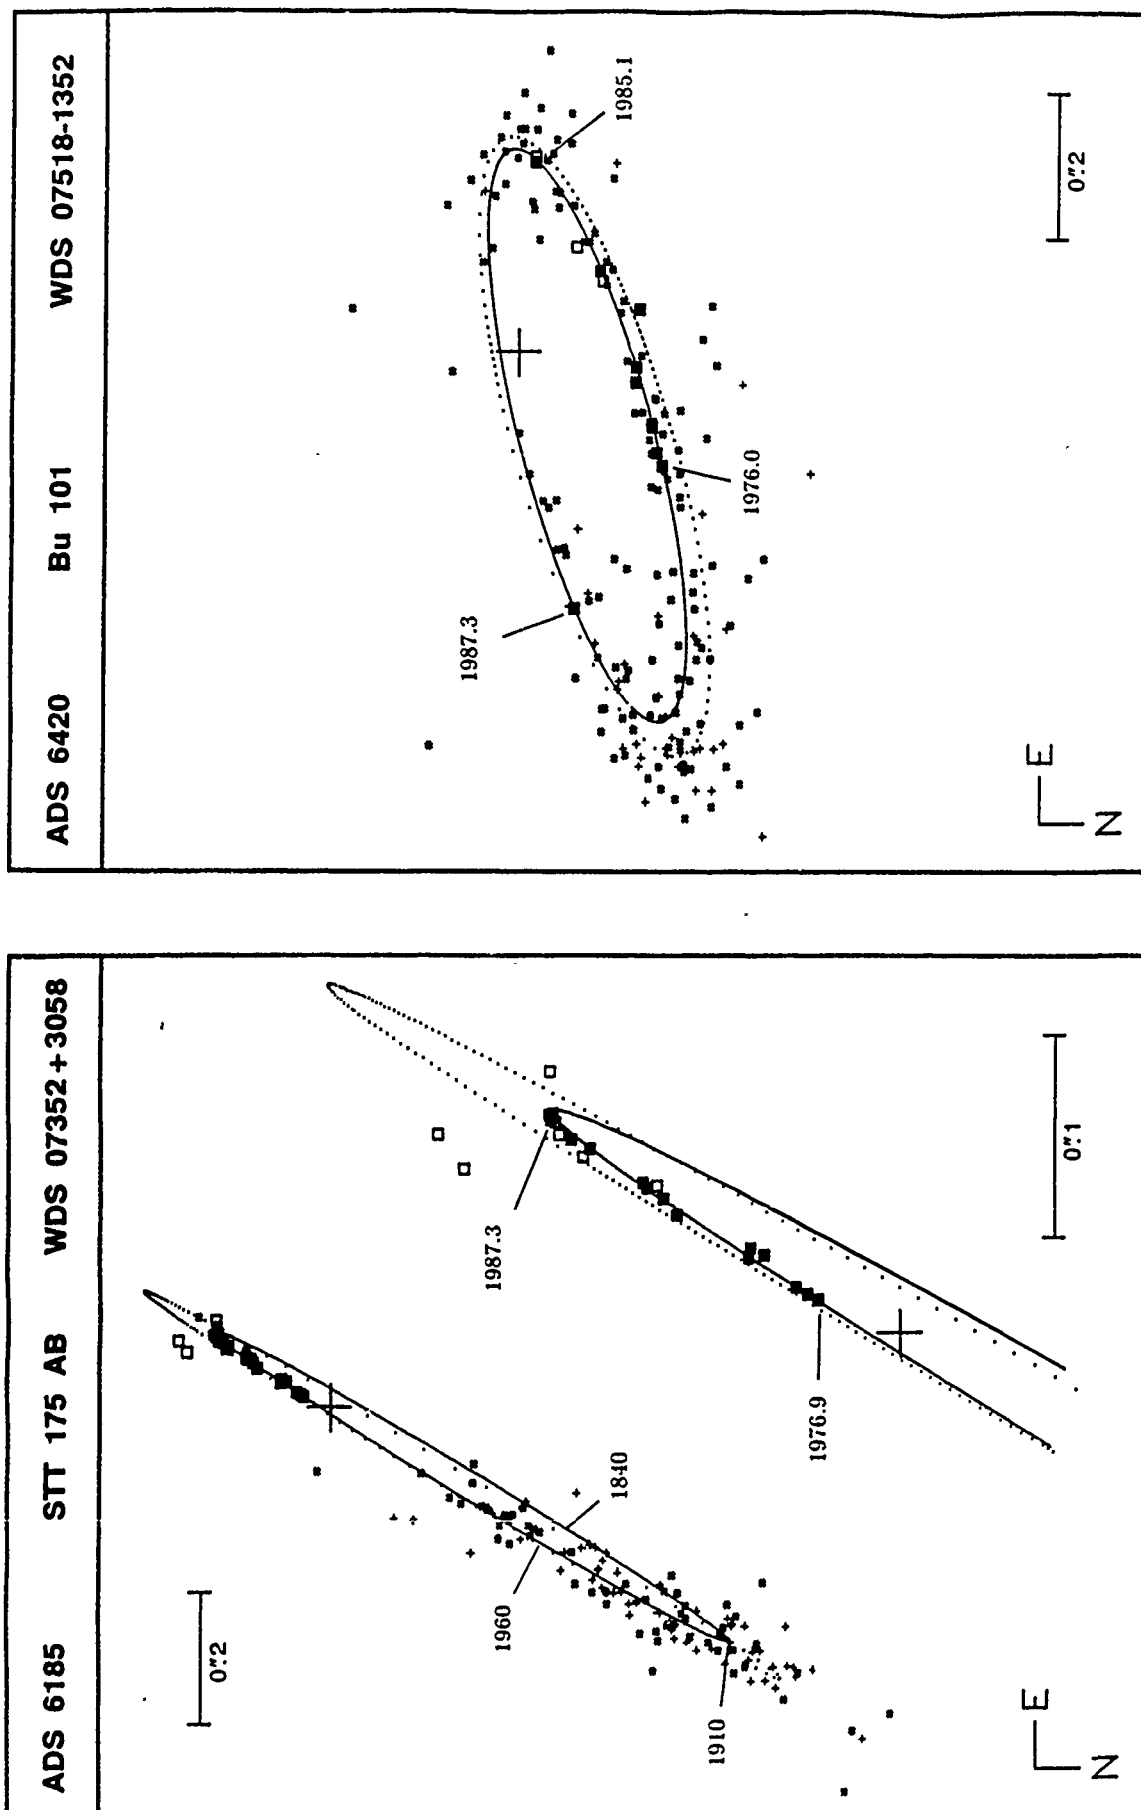 ADS 6420 Bu 101 WDS 07518-1352
1985.1
1976.0
1987.3
0".2
E
N
ADS 6185 STT 175 AB WDS 07352+3058
1987.3
1976.9
0".1
1840
1960
1910
0".2
E
N